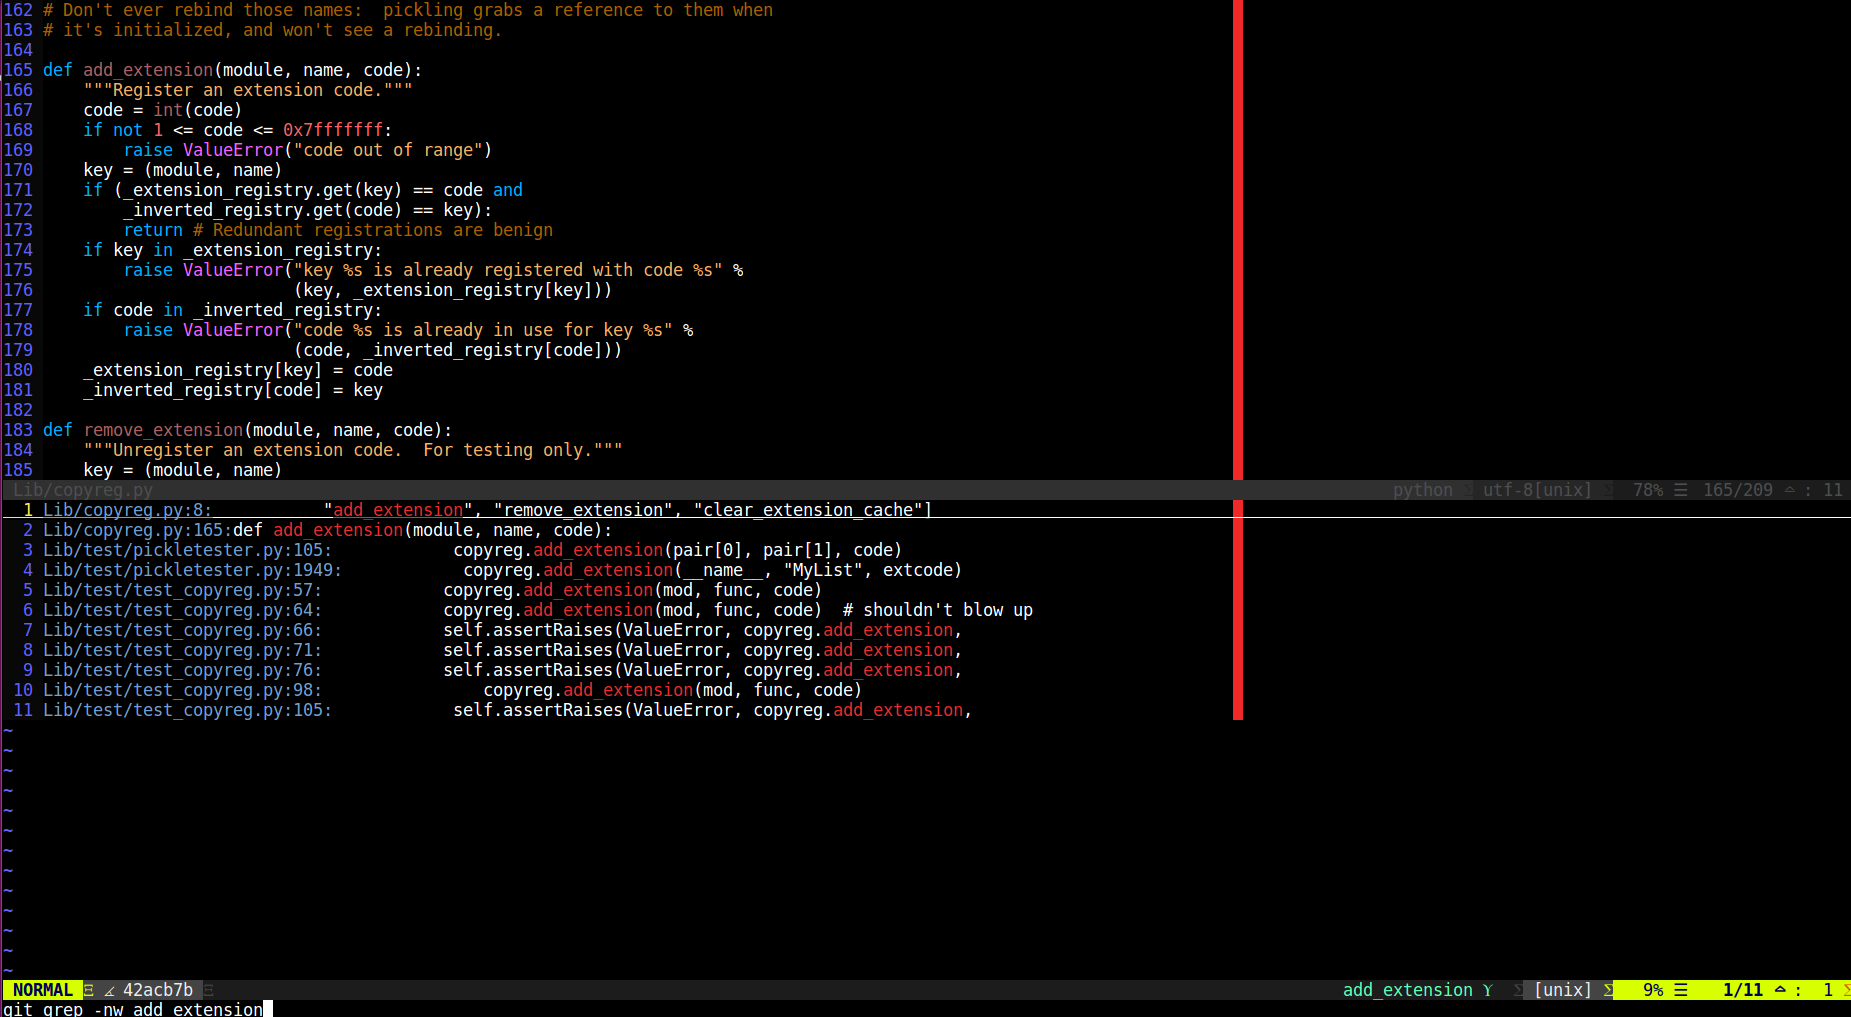 162 # Don't ever rebind those names:  pickling grabs a reference to them when
163 # it's initialized, and won't see a rebinding.
164
165 def add_extension(module, name, code):
166     """Register an extension code."""
167     code = int(code)
168     if not 1 <= code <= 0x7fffffff:
169         raise ValueError("code out of range")
170     key = (module, name)
171     if (_extension_registry.get(key) == code and
172         _inverted_registry.get(code) == key):
173         return # Redundant registrations are benign
174     if key in _extension_registry:
175         raise ValueError("key %s is already registered with code %s" %
176                          (key, _extension_registry[key]))
177     if code in _inverted_registry:
178         raise ValueError("code %s is already in use for key %s" %
179                          (code, _inverted_registry[code]))
180     _extension_registry[key] = code
181     _inverted_registry[code] = key
182
183 def remove_extension(module, name, code):
184     """Unregister an extension code.  For testing only."""
185     key = (module, name)
Lib/copyreg.py python Ξ utf-8[unix] Ξ 78% ☰ 165/209 ㏑ : 11
1 Lib/copyreg.py:8:           "add_extension", "remove_extension", "clear_extension_cache"]
2 Lib/copyreg.py:165:def add_extension(module, name, code):
3 Lib/test/pickletester.py:105:            copyreg.add_extension(pair[0], pair[1], code)
4 Lib/test/pickletester.py:1949:            copyreg.add_extension(__name__, "MyList", extcode)
5 Lib/test/test_copyreg.py:57:            copyreg.add_extension(mod, func, code)
6 Lib/test/test_copyreg.py:64:            copyreg.add_extension(mod, func, code)  # shouldn't blow up
7 Lib/test/test_copyreg.py:66:            self.assertRaises(ValueError, copyreg.add_extension,
8 Lib/test/test_copyreg.py:71:            self.assertRaises(ValueError, copyreg.add_extension,
9 Lib/test/test_copyreg.py:76:            self.assertRaises(ValueError, copyreg.add_extension,
10 Lib/test/test_copyreg.py:98:                copyreg.add_extension(mod, func, code)
11 Lib/test/test_copyreg.py:105:            self.assertRaises(ValueError, copyreg.add_extension,
~
~
~
~
~
~
~
~
~
~
~
~
~
NORMAL 42acb7b add_extension [unix] 9% ☰ 1/11 : 1
git grep -nw add_extension